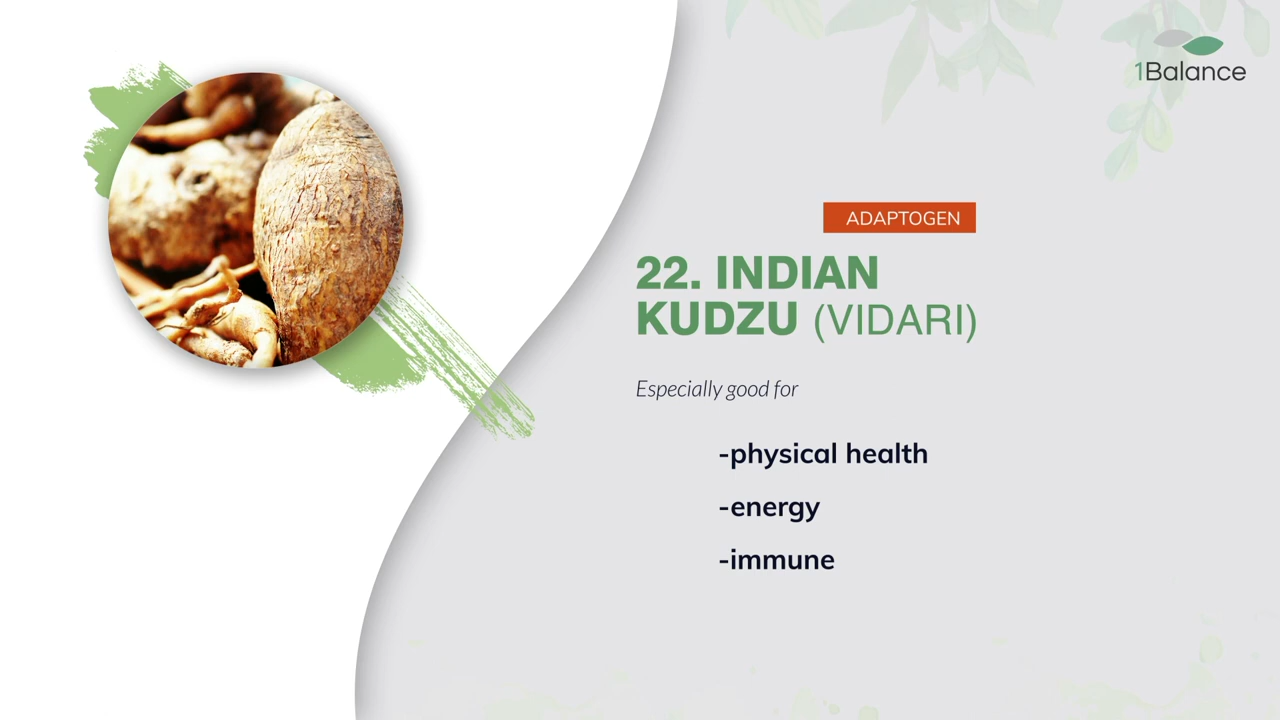 1Balance
ADAPTOGEN
22. INDIAN
KUDZU (VIDARI)
Especially good for
-physical health
-energy
-immune